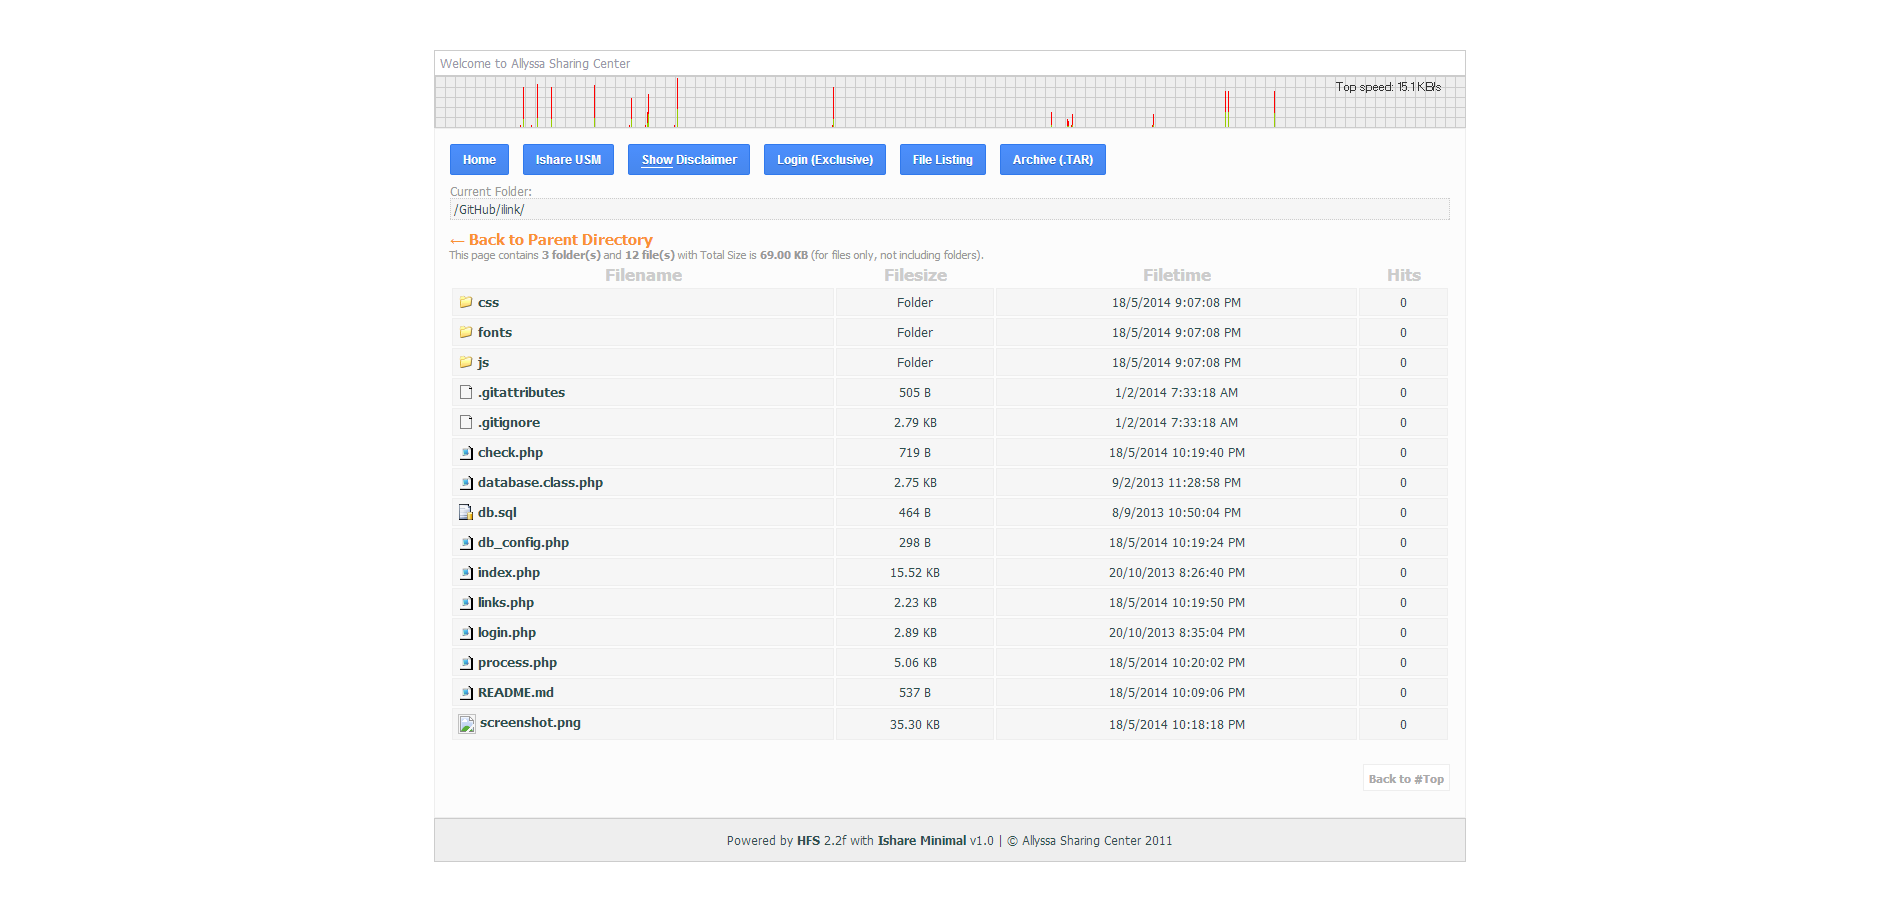 Welcome to Allyssa Sharing Center
Top speed: 15.1 KB/s
Home Ishare USM Show Disclaimer Login (Exclusive) File Listing Archive (.TAR)
Current Folder:
/GitHub/ilink/
← Back to Parent Directory
This page contains 3 folder(s) and 12 file(s) with Total Size is 69.00 KB (for files only, not including folders).
Filename Filesize Filetime Hits
css Folder 18/5/2014 9:07:08 PM 0
fonts Folder 18/5/2014 9:07:08 PM 0
js Folder 18/5/2014 9:07:08 PM 0
.gitattributes 505 B 1/2/2014 7:33:18 AM 0
.gitignore 2.79 KB 1/2/2014 7:33:18 AM 0
check.php 719 B 18/5/2014 10:19:40 PM 0
database.class.php 2.75 KB 9/2/2013 11:28:58 PM 0
db.sql 464 B 8/9/2013 10:50:04 PM 0
db_config.php 298 B 18/5/2014 10:19:24 PM 0
index.php 15.52 KB 20/10/2013 8:26:40 PM 0
links.php 2.23 KB 18/5/2014 10:19:50 PM 0
login.php 2.89 KB 20/10/2013 8:35:04 PM 0
process.php 5.06 KB 18/5/2014 10:20:02 PM 0
README.md 537 B 18/5/2014 10:09:06 PM 0
screenshot.png 35.30 KB 18/5/2014 10:18:18 PM 0
Back to #Top
Powered by HFS 2.2f with Ishare Minimal v1.0 | © Allyssa Sharing Center 2011